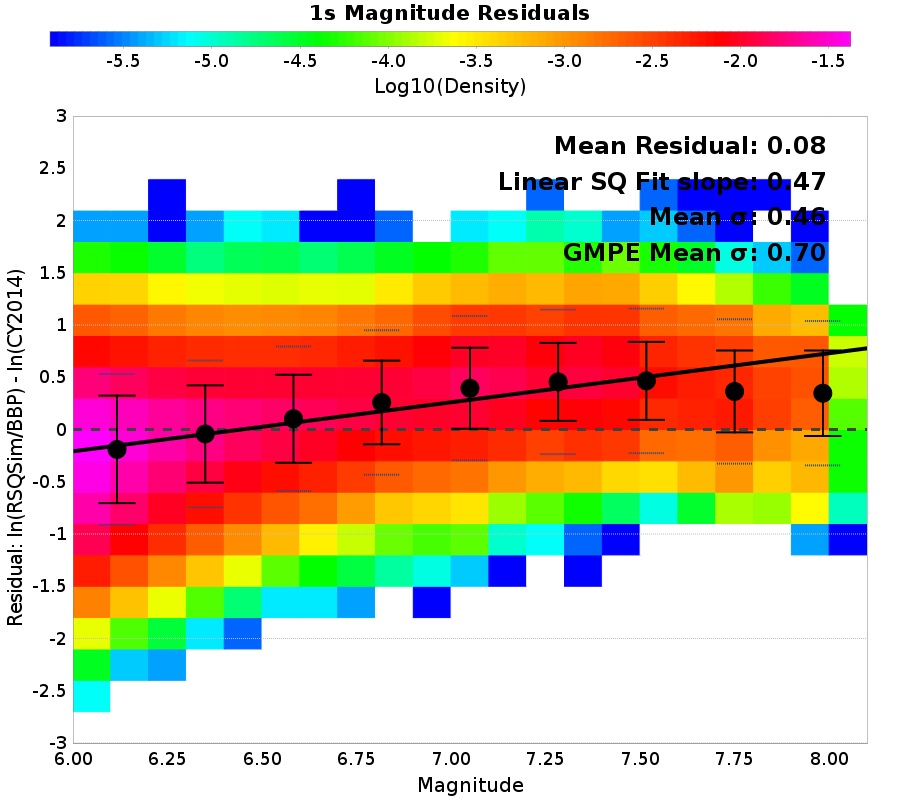 1s Magnitude Residuals
-5.5 -5.0 -4.5 -4.0 -3.5 -3.0 -2.5 -2.0 -1.5
Log10(Density)
Mean Residual: 0.08
Linear SQ Fit slope: 0.47
Mean σ: 0.46
GMPE Mean σ: 0.70
Residual: ln(RSQSim/BBP) - ln(CY2014)
3
2.5
2
1.5
1
0.5
0
-0.5
-1
-1.5
-2
-2.5
-3
6.00 6.25 6.50 6.75 7.00 7.25 7.50 7.75 8.00
Magnitude